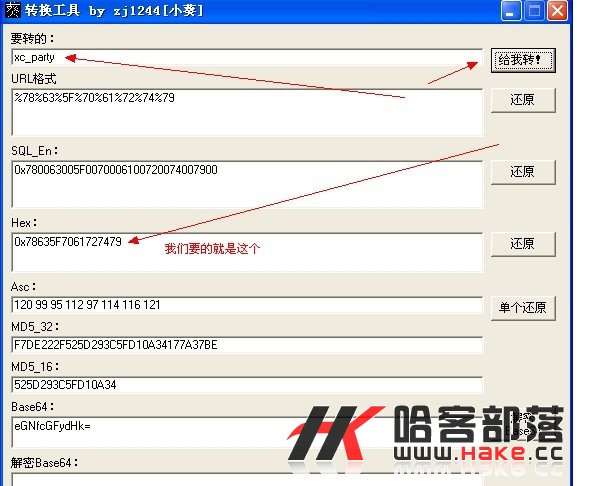 葵 转换工具 by zj1244[小葵]
要转的：
xc_party
给我转！
URL格式
%78%63%5F%70%61%72%74%79
还原
SQL_En：
0x780063005F0070006100720074007900
还原
Hex：
0x78635F7061727479
我们要的就是这个
还原
Asc：
120 99 95 112 97 114 116 121
单个还原
MD5_32：
F7DE222F525D293C5FD10A34177A37BE
MD5_16：
525D293C5FD10A34
Base64：
eGNfcGFydHk=
哈客部落
www.HAKE.cc
解密Base64：